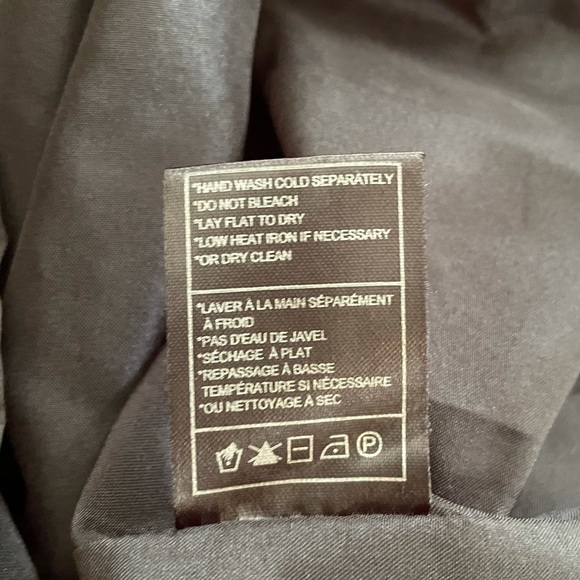 *HAND WASH COLD SEPARATELY
*DO NOT BLEACH
*LAY FLAT TO DRY
*LOW HEAT IRON IF NECESSARY
*OR DRY CLEAN
*LAVER À LA MAIN SÉPARÉMENT
À FROID
*PAS D'EAU DE JAVEL
*SÉCHAGE À PLAT
*REPASSAGE À BASSE
TEMPÉRATURE SI NÉCESSAIRE
*OU NETTOYAGE À SEC
P